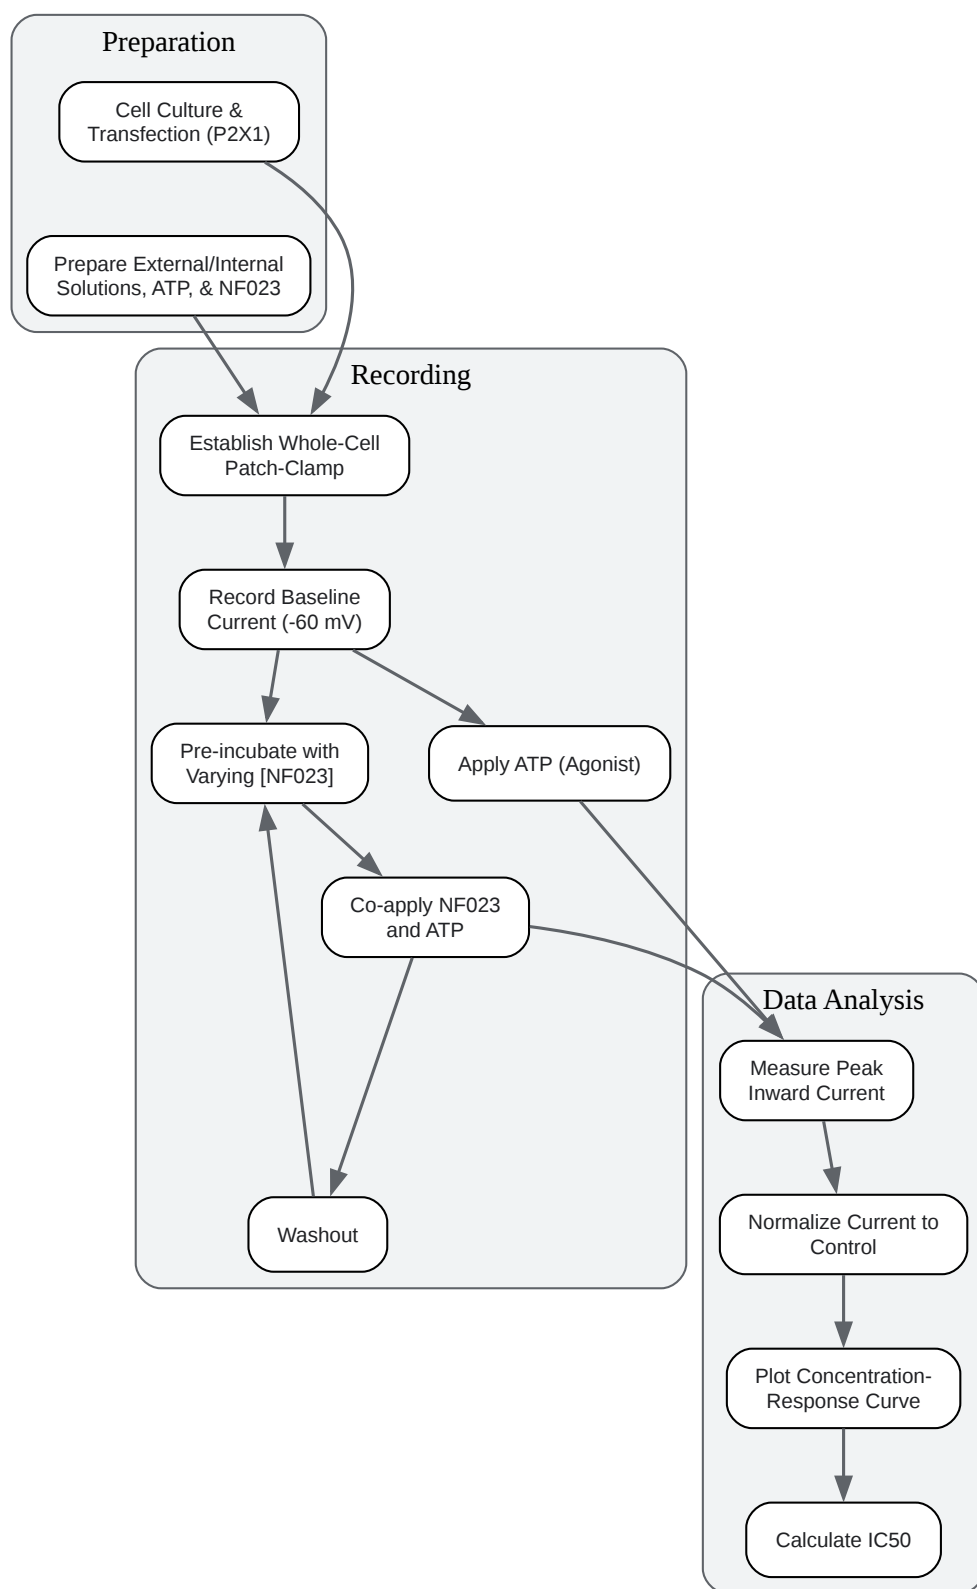 Preparation
Cell Culture &
Transfection (P2X1)
Prepare External/Internal
Solutions, ATP, & NF023
Recording
Establish Whole-Cell
Patch-Clamp
Record Baseline
Current (-60 mV)
Pre-incubate with
Varying [NF023]
Apply ATP (Agonist)
Co-apply NF023
and ATP
Washout
Data Analysis
Measure Peak
Inward Current
Normalize Current to
Control
Plot Concentration-
Response Curve
Calculate IC50